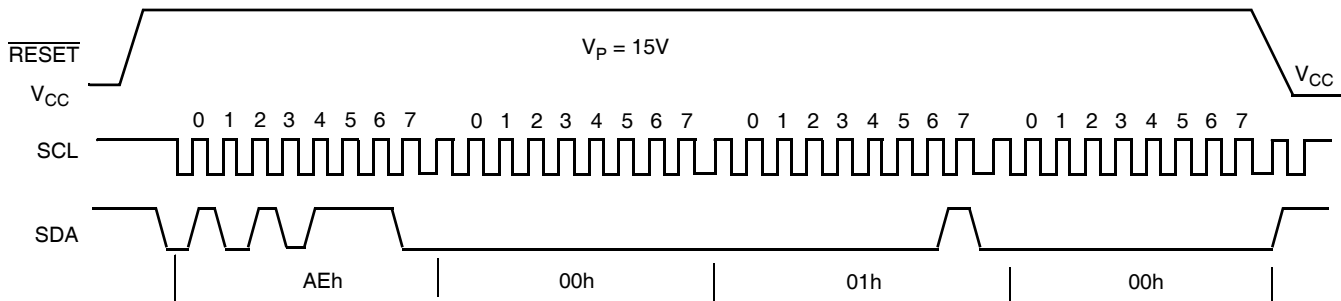 RESET
V_P = 15V
V_CC
V_CC
0 1 2 3 4 5 6 7 0 1 2 3 4 5 6 7 0 1 2 3 4 5 6 7 0 1 2 3 4 5 6 7
SCL
SDA
AEh 00h 01h 00h